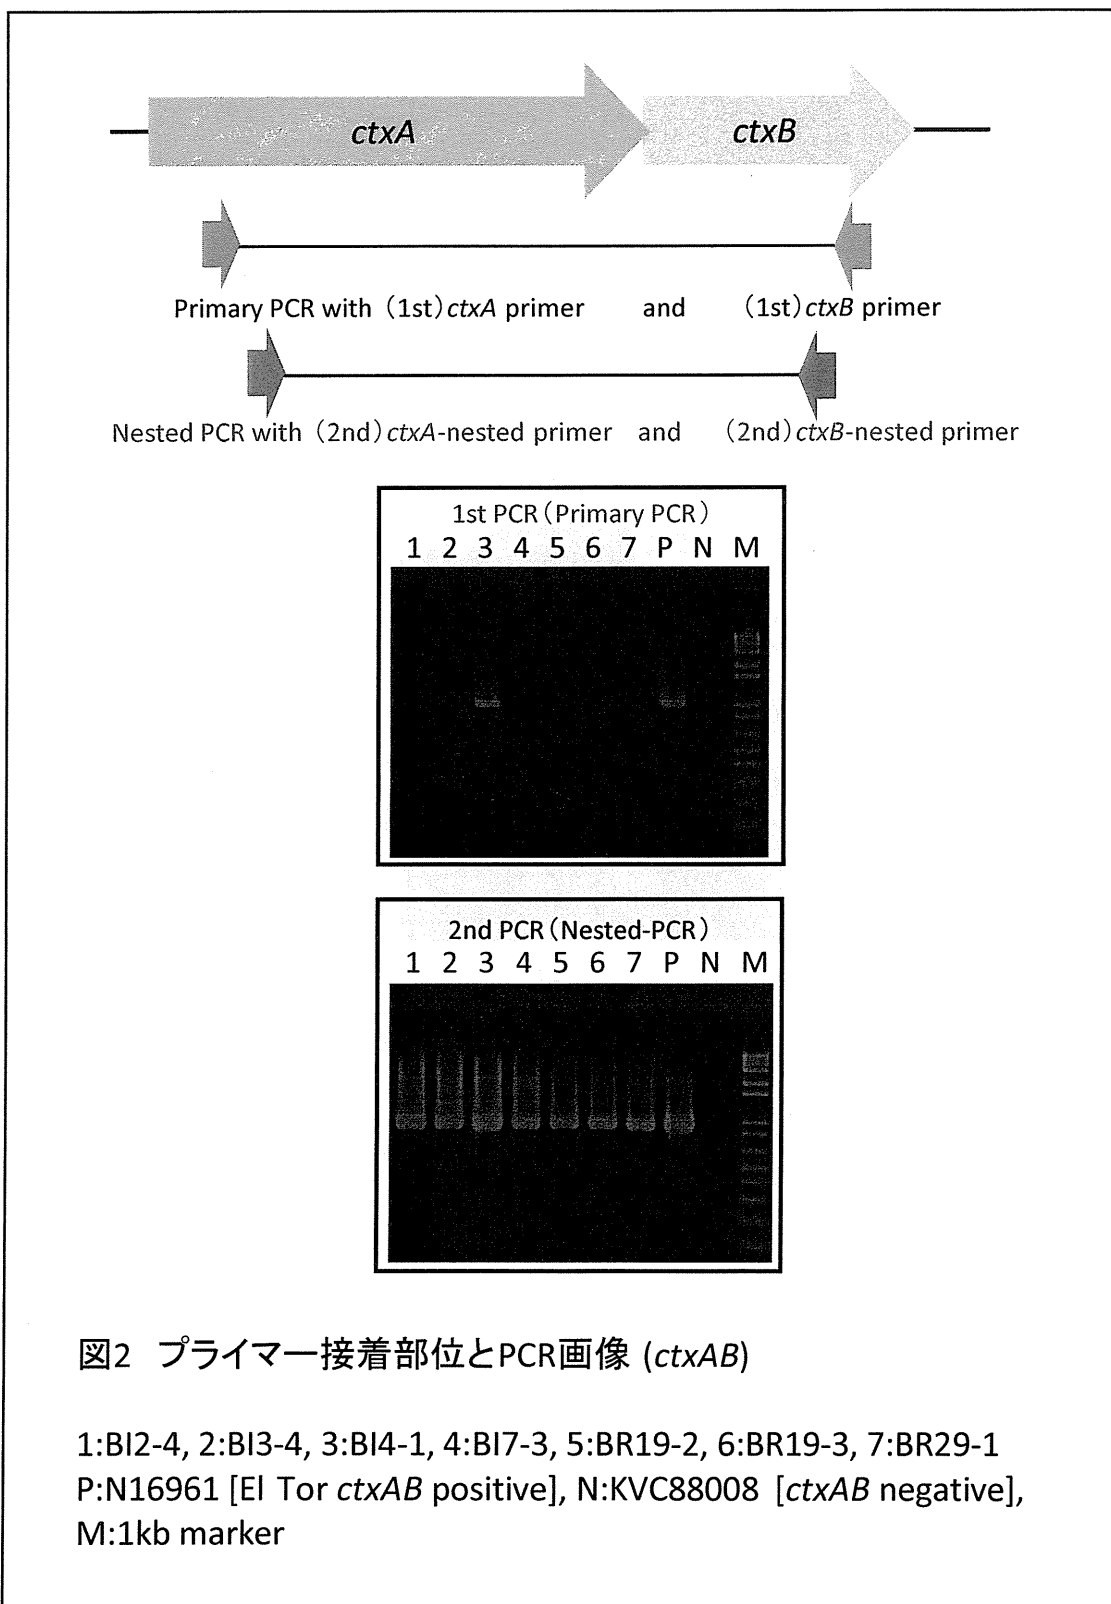 ctxA ctxB
Primary PCR with (1st)ctxA primer and (1st)ctxB primer
Nested PCR with (2nd)ctxA-nested primer and (2nd)ctxB-nested primer
1st PCR(Primary PCR)
1 2 3 4 5 6 7 P N M
2nd PCR(Nested-PCR)
1 2 3 4 5 6 7 P N M
図2 プライマー接着部位とPCR画像 (ctxAB)
1:BI2-4, 2:BI3-4, 3:BI4-1, 4:BI7-3, 5:BR19-2, 6:BR19-3, 7:BR29-1
P:N16961 [El Tor ctxAB positive], N:KVC88008 [ctxAB negative],
M:1kb marker